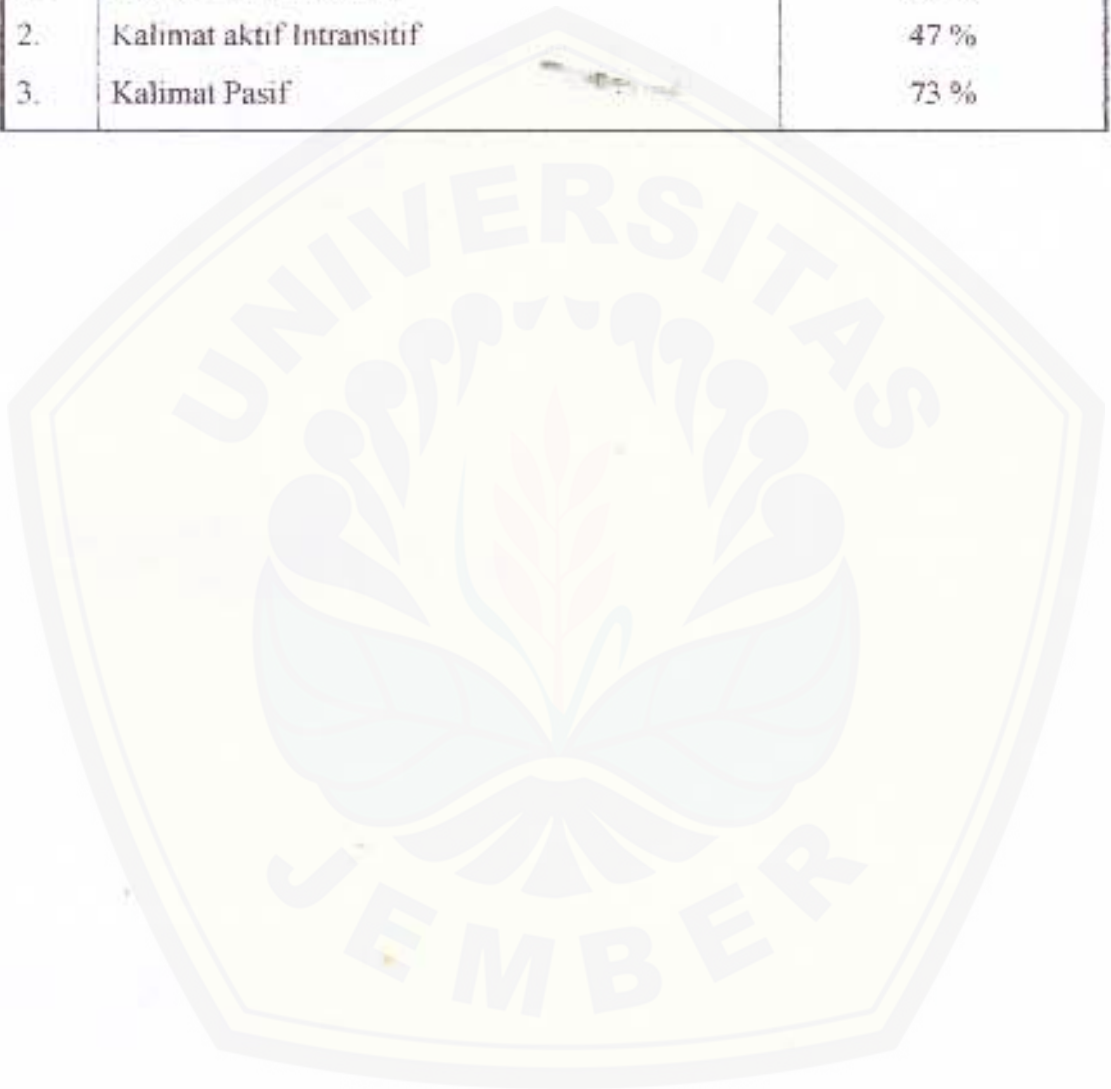 2. Kalimat aktif Intransitif 47 %
3. Kalimat Pasif 73 %
UNIVERSITAS
JEMBER